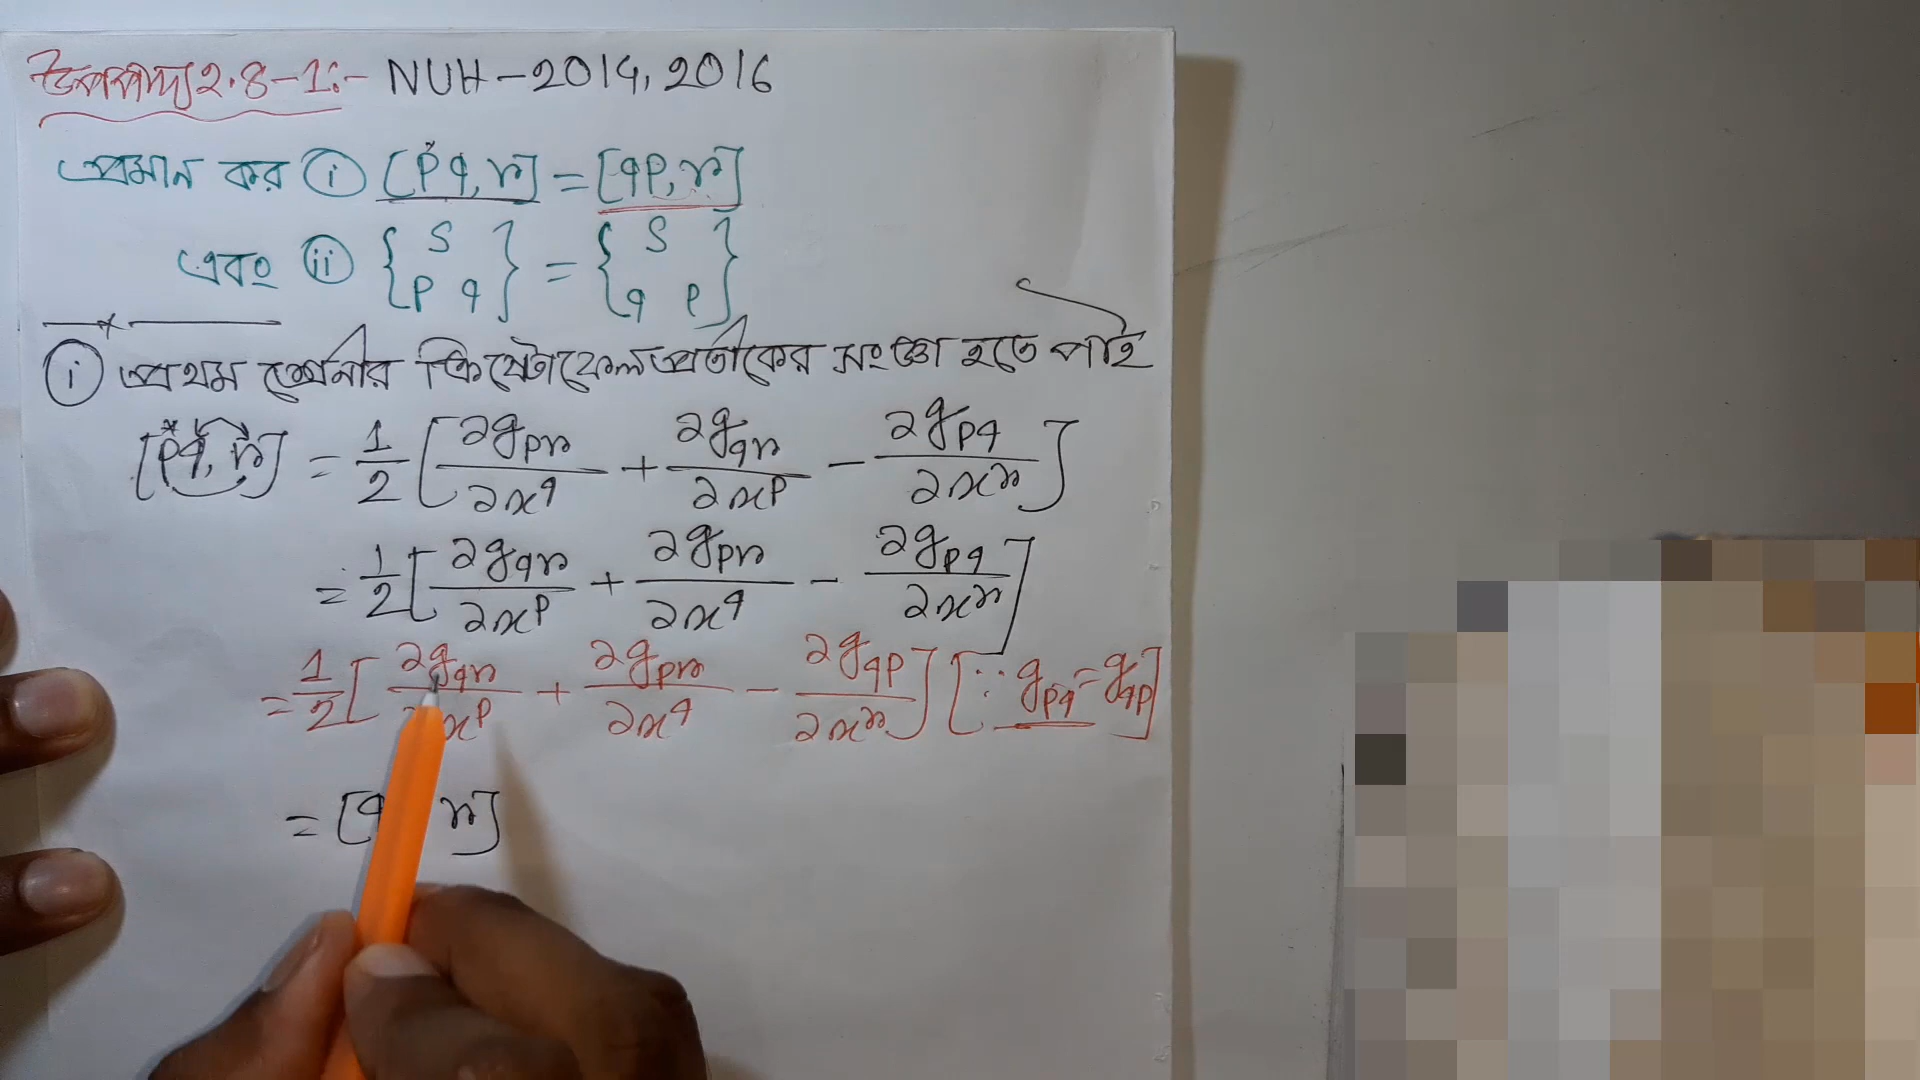 উপপাদ্য ২.৪-1:- NUH-2014, 2016
প্রমান কর (i) [pq, r] = [qp, r]
এবং (ii) {s / p q} = {s / q p}
(i) প্রথম শ্রেনীর ক্রিষ্টোফেল প্রতীকের সংজ্ঞা হতে পাই
[pq, r] = 1/2 [∂g_pr/∂x^q + ∂g_qr/∂x^p - ∂g_pq/∂x^r]
= 1/2 [∂g_qr/∂x^p + ∂g_pr/∂x^q - ∂g_pq/∂x^r]
= 1/2 [∂g_qr/∂x^p + ∂g_pr/∂x^q - ∂g_qp/∂x^r] [∵ g_pq = g_qp]
= [q r]